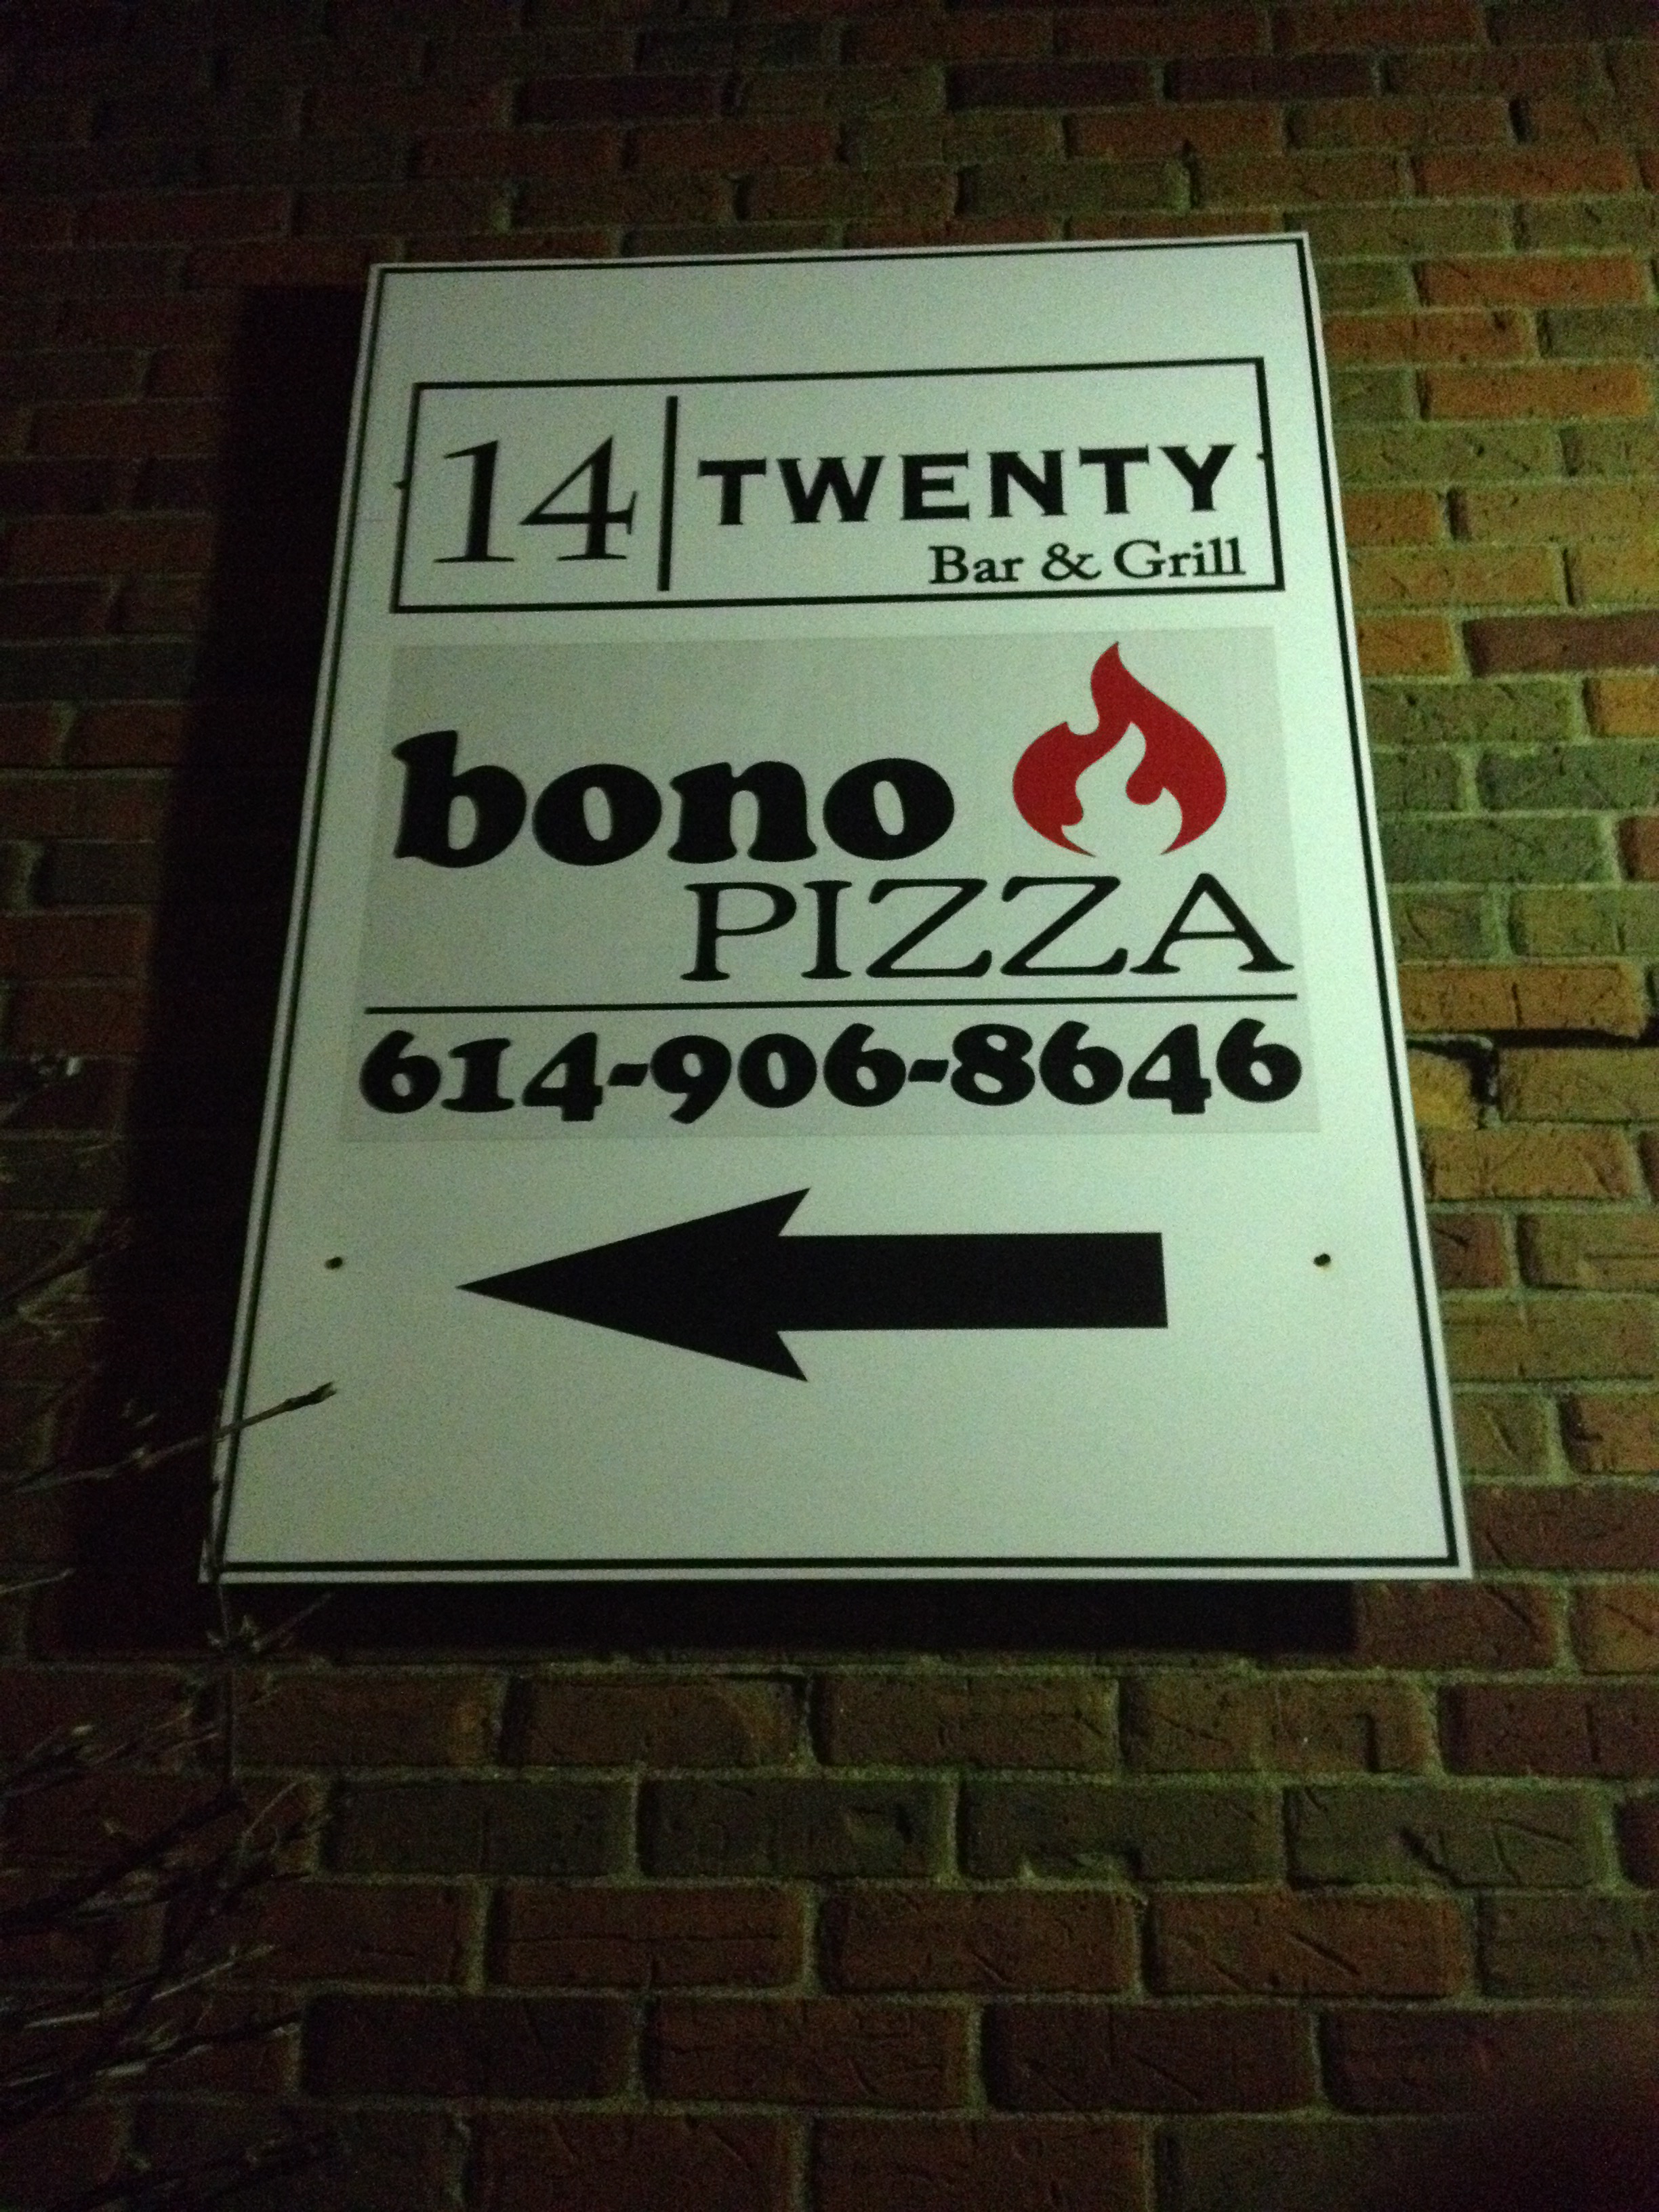 14 | TWENTY
Bar & Grill
bono
PIZZA
614-906-8646